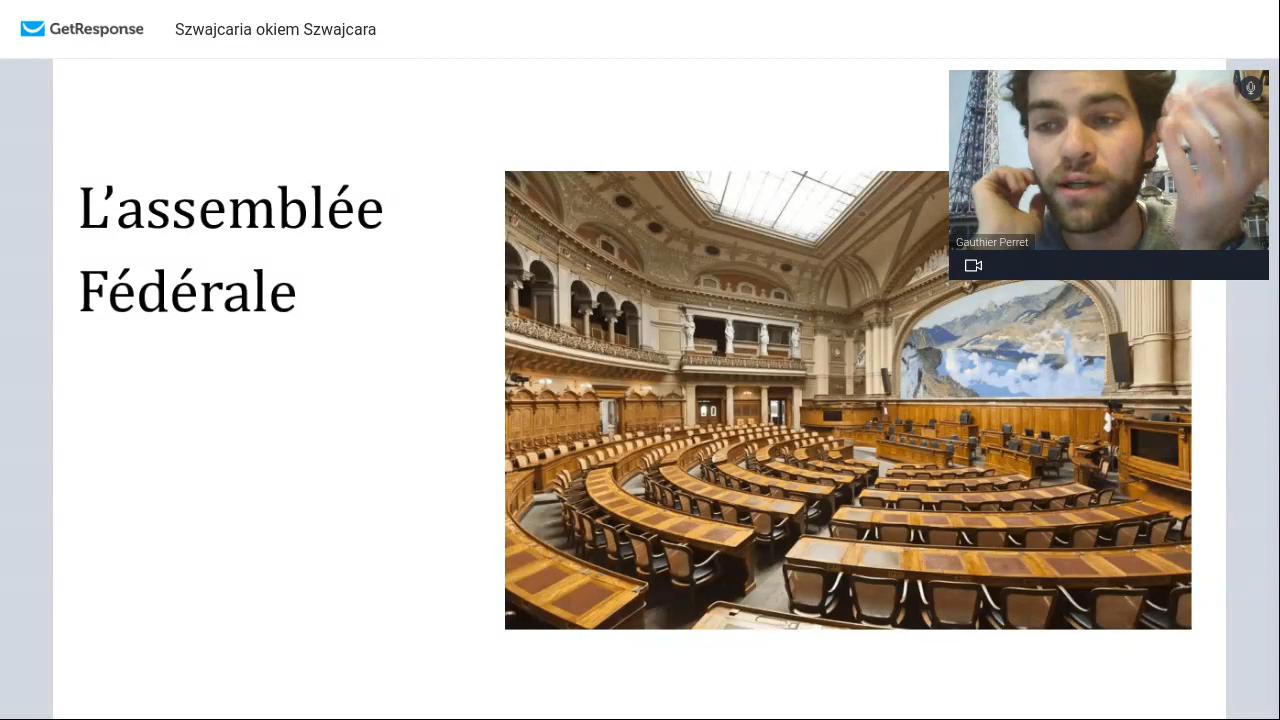 GetResponse
Szwajcaria okiem Szwajcara
L’assemblée
Fédérale
Gauthier Perret